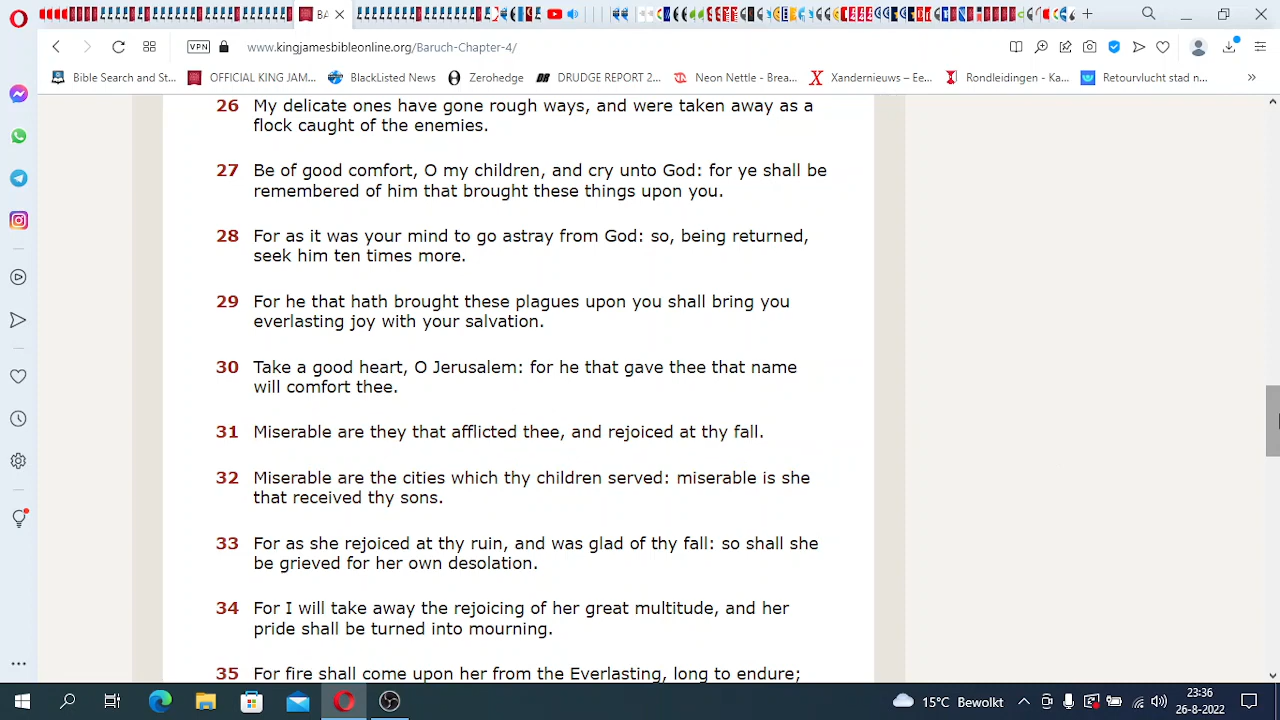 BA
VPN
www.kingjamesbibleonline.org/Baruch-Chapter-4/
Bible Search and St...
OFFICIAL KING JAM...
BlackListed News
Zerohedge
DRUDGE REPORT 2...
Neon Nettle - Brea...
Xandernieuws – Ee...
Rondleidingen - Ka...
Retourvlucht stad n...
26 My delicate ones have gone rough ways, and were taken away as a
flock caught of the enemies.
27 Be of good comfort, O my children, and cry unto God: for ye shall be
remembered of him that brought these things upon you.
28 For as it was your mind to go astray from God: so, being returned,
seek him ten times more.
29 For he that hath brought these plagues upon you shall bring you
everlasting joy with your salvation.
30 Take a good heart, O Jerusalem: for he that gave thee that name
will comfort thee.
31 Miserable are they that afflicted thee, and rejoiced at thy fall.
32 Miserable are the cities which thy children served: miserable is she
that received thy sons.
33 For as she rejoiced at thy ruin, and was glad of thy fall: so shall she
be grieved for her own desolation.
34 For I will take away the rejoicing of her great multitude, and her
pride shall be turned into mourning.
35 For fire shall come upon her from the Everlasting, long to endure;
15°C Bewolkt
23:36
26-8-2022